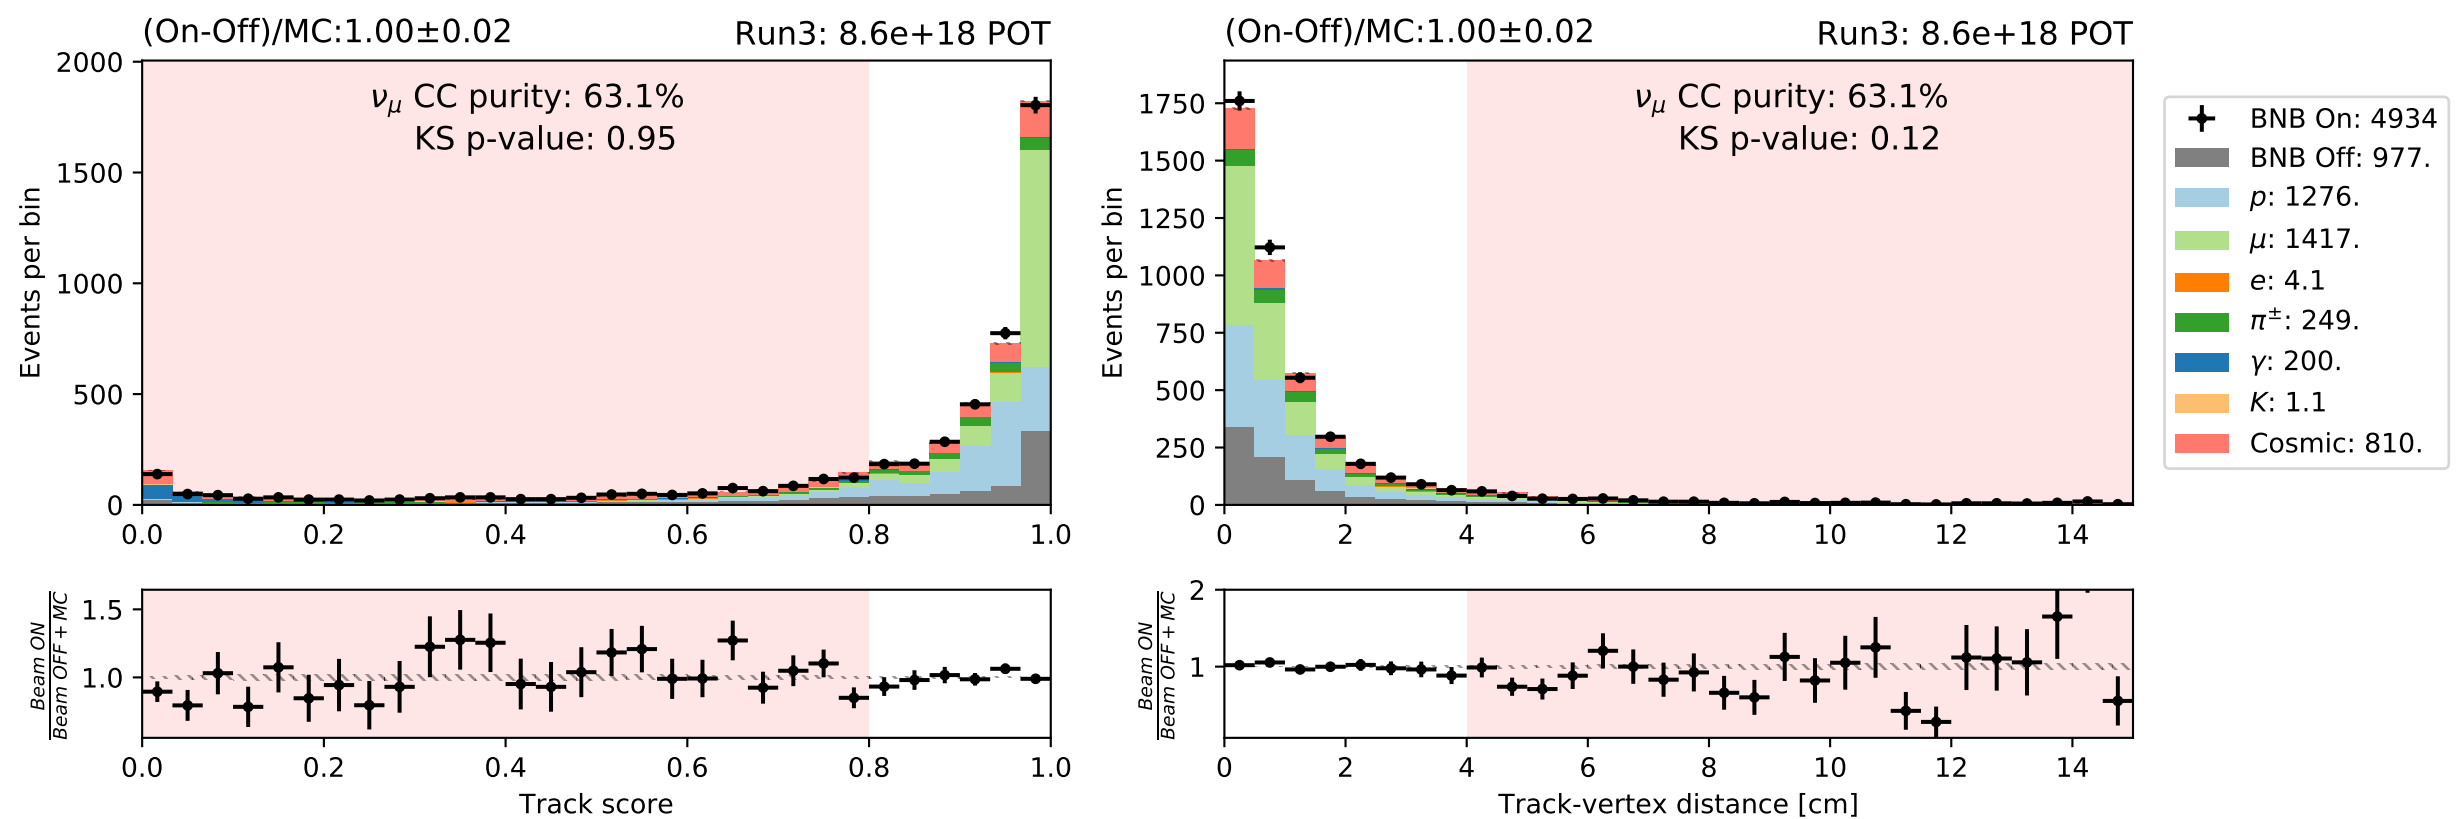 (On-Off)/MC:1.00±0.02 Run3: 8.6e+18 POT
ν_μ CC purity: 63.1%
KS p-value: 0.95
Events per bin
2000
1500
1000
500
0
0.0 0.2 0.4 0.6 0.8 1.0
Beam ON
Beam OFF + MC
1.5
1.0
0.0 0.2 0.4 0.6 0.8 1.0
Track score
(On-Off)/MC:1.00±0.02 Run3: 8.6e+18 POT
ν_μ CC purity: 63.1%
KS p-value: 0.12
Events per bin
1750
1500
1250
1000
750
500
250
0
0 2 4 6 8 10 12 14
Beam ON
Beam OFF + MC
2
1
0 2 4 6 8 10 12 14
Track-vertex distance [cm]
BNB On: 4934
BNB Off: 977.
p: 1276.
μ: 1417.
e: 4.1
π±: 249.
γ: 200.
K: 1.1
Cosmic: 810.